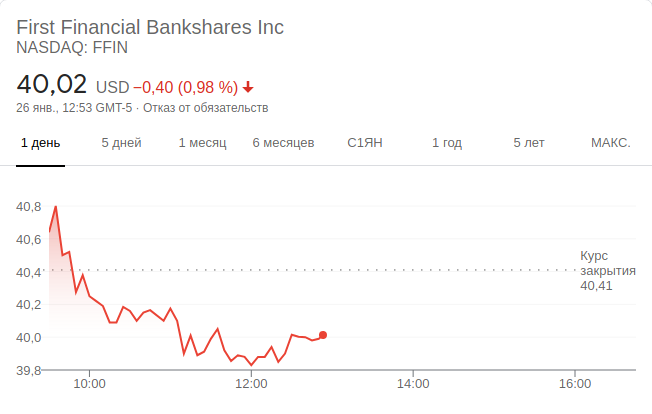 First Financial Bankshares Inc
NASDAQ: FFIN
40,02 USD −0,40 (0,98 %)
26 янв., 12:53 GMT-5 · Отказ от обязательств
1 день 5 дней 1 месяц 6 месяцев С1ЯН 1 год 5 лет МАКС.
40,8
40,6
40,4
40,2
40,0
39,8
Курс
закрытия
40,41
10:00 12:00 14:00 16:00